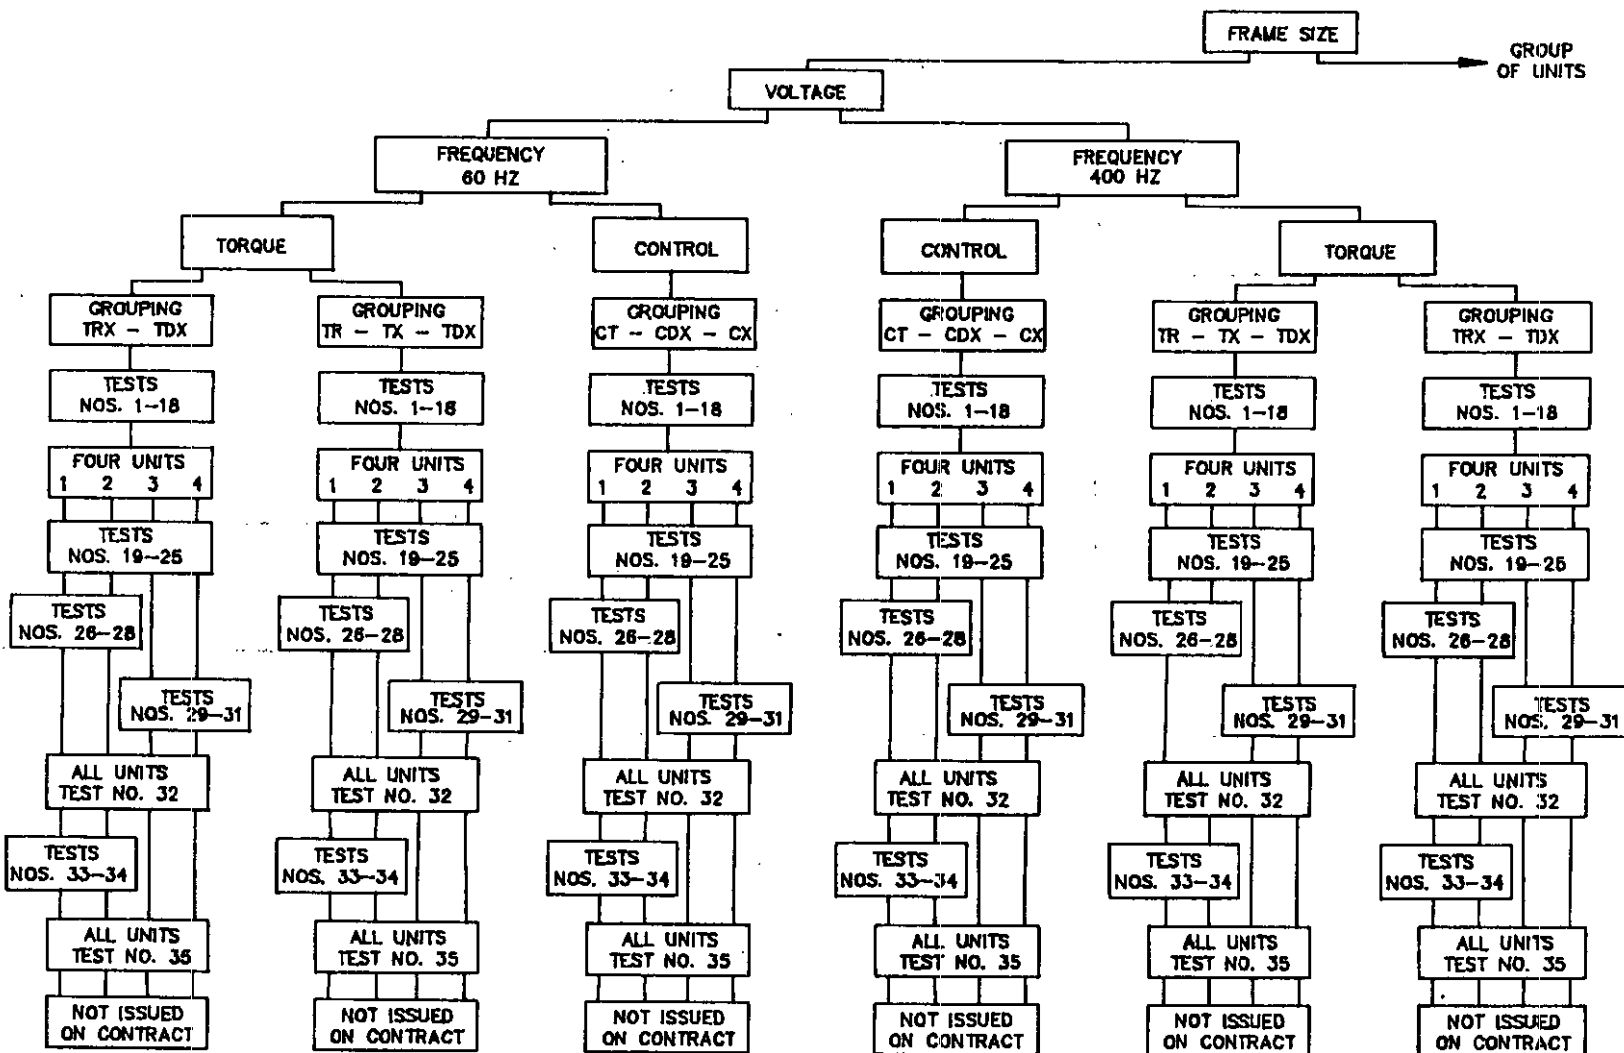 FRAME SIZE
GROUP
OF UNITS
VOLTAGE
FREQUENCY
60 HZ
FREQUENCY
400 HZ
TORQUE
CONTROL
CONTROL
TORQUE
GROUPING
TRX - TDX
GROUPING
TR - TX - TDX
GROUPING
CT - CDX - CX
GROUPING
CT - CDX - CX
GROUPING
TR - TX - TDX
GROUPING
TRX - TDX
TESTS
NOS. 1-18
TESTS
NOS. 1-18
TESTS
NOS. 1-18
TESTS
NOS. 1-18
TESTS
NOS. 1-18
TESTS
NOS. 1-18
FOUR UNITS
1 2 3 4
FOUR UNITS
1 2 3 4
FOUR UNITS
1 2 3 4
FOUR UNITS
1 2 3 4
FOUR UNITS
1 2 3 4
FOUR UNITS
1 2 3 4
TESTS
NOS. 19-25
TESTS
NOS. 19-25
TESTS
NOS. 19-25
TESTS
NOS. 19-25
TESTS
NOS. 19-25
TESTS
NOS. 19-25
TESTS
NOS. 26-28
TESTS
NOS. 26-28
TESTS
NOS. 26-28
TESTS
NOS. 26-28
TESTS
NOS. 26-28
TESTS
NOS. 26-28
TESTS
NOS. 29-31
TESTS
NOS. 29-31
TESTS
NOS. 29-31
TESTS
NOS. 29-31
TESTS
NOS. 29-31
TESTS
NOS. 29-31
ALL UNITS
TEST NO. 32
ALL UNITS
TEST NO. 32
ALL UNITS
TEST NO. 32
ALL UNITS
TEST NO. 32
ALL UNITS
TEST NO. 32
ALL UNITS
TEST NO. 32
TESTS
NOS. 33-34
TESTS
NOS. 33-34
TESTS
NOS. 33-34
TESTS
NOS. 33-34
TESTS
NOS. 33-34
TESTS
NOS. 33-34
ALL UNITS
TEST NO. 35
ALL UNITS
TEST NO. 35
ALL UNITS
TEST NO. 35
ALL UNITS
TEST NO. 35
ALL UNITS
TEST NO. 35
ALL UNITS
TEST NO. 35
NOT ISSUED
ON CONTRACT
NOT ISSUED
ON CONTRACT
NOT ISSUED
ON CONTRACT
NOT ISSUED
ON CONTRACT
NOT ISSUED
ON CONTRACT
NOT ISSUED
ON CONTRACT